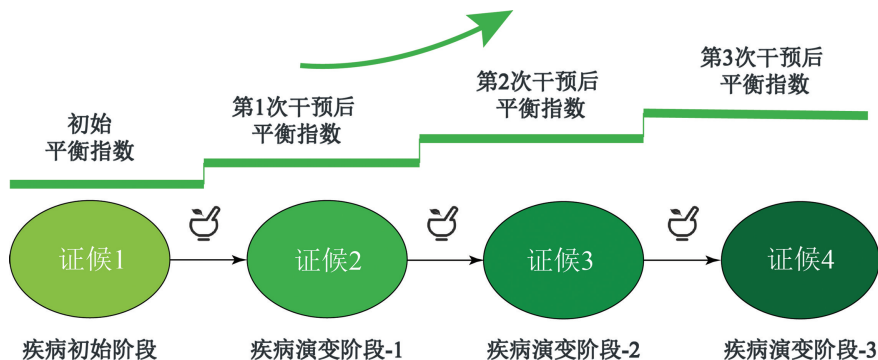 初始
平衡指数
第1次干预后
平衡指数
第2次干预后
平衡指数
第3次干预后
平衡指数
证候1
证候2
证候3
证候4
疾病初始阶段
疾病演变阶段-1
疾病演变阶段-2
疾病演变阶段-3